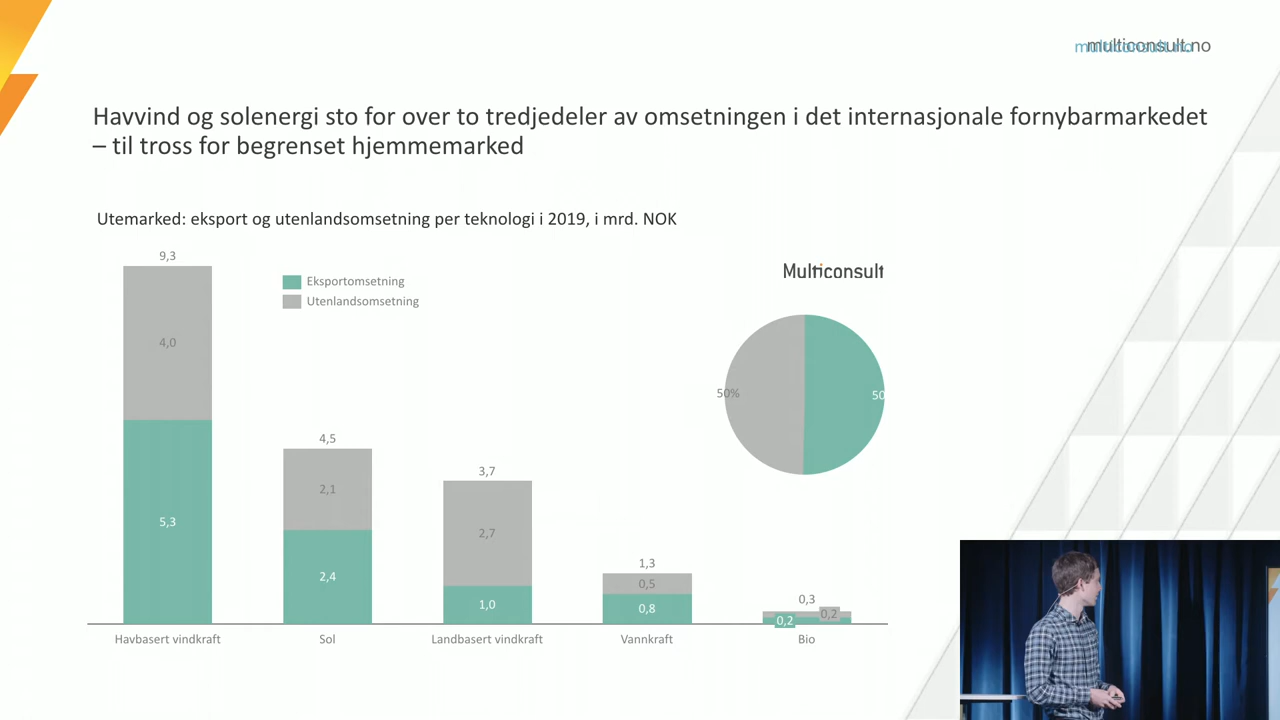 multiconsult.no
multiconsult.no
Havvind og solenergi sto for over to tredjedeler av omsetningen i det internasjonale fornybarmarkedet
– til tross for begrenset hjemmemarked
Utemarked: eksport og utenlandsomsetning per teknologi i 2019, i mrd. NOK
9,3
Eksportomsetning
Utenlandsomsetning
Multiconsult
4,0
50%
50
4,5
3,7
2,1
5,3
2,7
2,4
1,3
0,5
1,0
0,8
0,3
0,2
0,2
Havbasert vindkraft
Sol
Landbasert vindkraft
Vannkraft
Bio